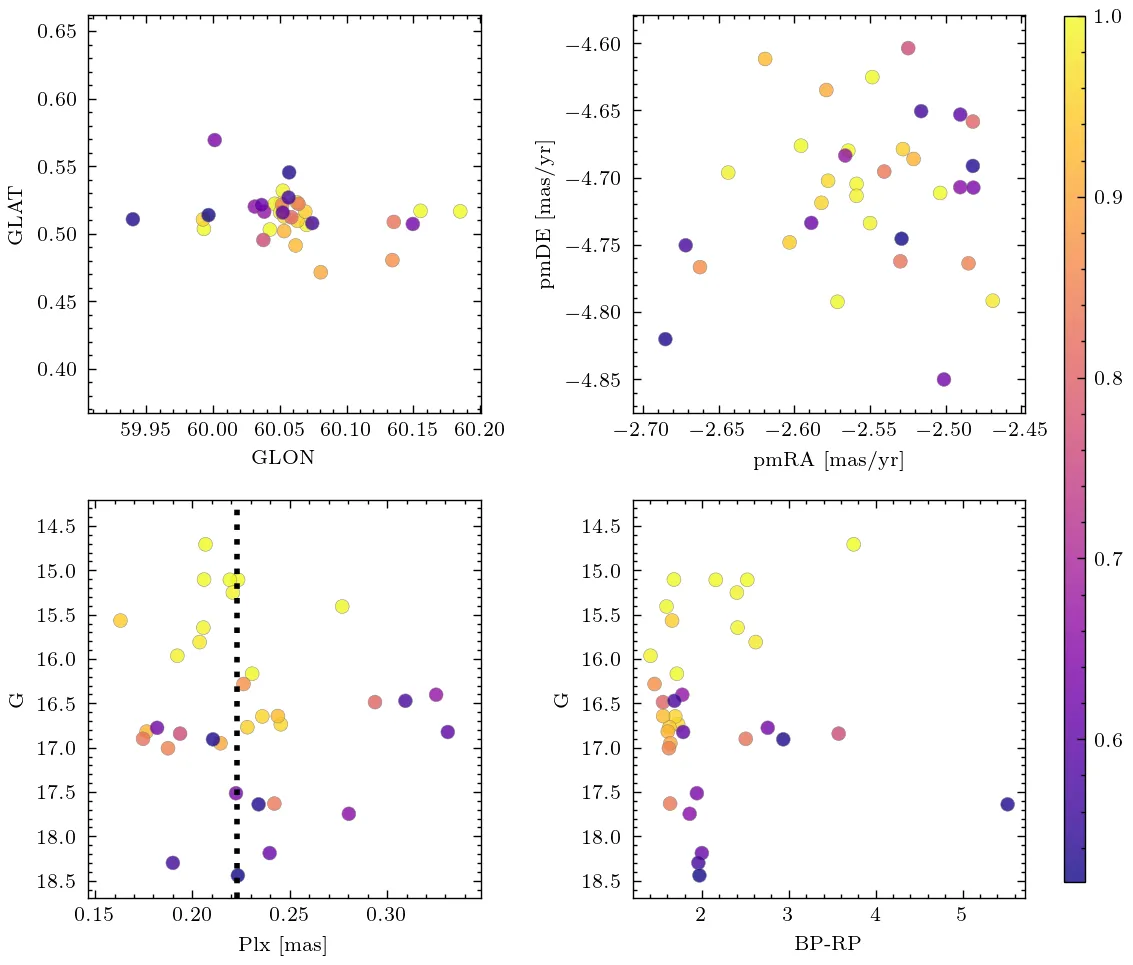 0.65
0.60
0.55
0.50
0.45
0.40
GLAT
59.95 60.00 60.05 60.10 60.15 60.20
GLON
−4.60
−4.65
−4.70
−4.75
−4.80
−4.85
pmDE [mas/yr]
−2.70 −2.65 −2.60 −2.55 −2.50 −2.45
pmRA [mas/yr]
14.5
15.0
15.5
16.0
16.5
17.0
17.5
18.0
18.5
G
0.15 0.20 0.25 0.30
Plx [mas]
14.5
15.0
15.5
16.0
16.5
17.0
17.5
18.0
18.5
G
2 3 4 5
BP-RP
1.0
0.9
0.8
0.7
0.6